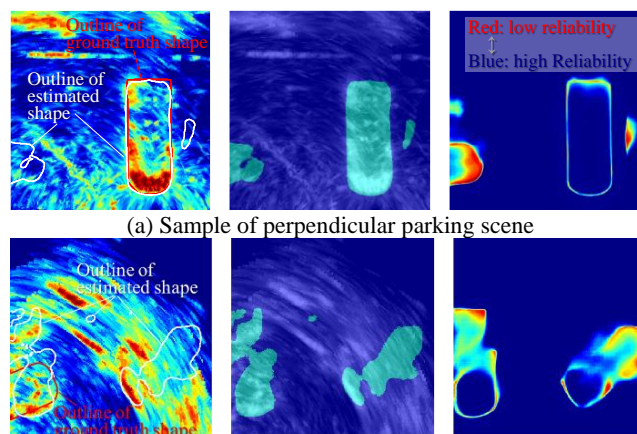 Outline of
ground truth shape
Outline of
estimated
shape
Red: low reliability
Blue: high Reliability
(a) Sample of perpendicular parking scene
Outline of
estimated shape
Outline of
ground truth shape